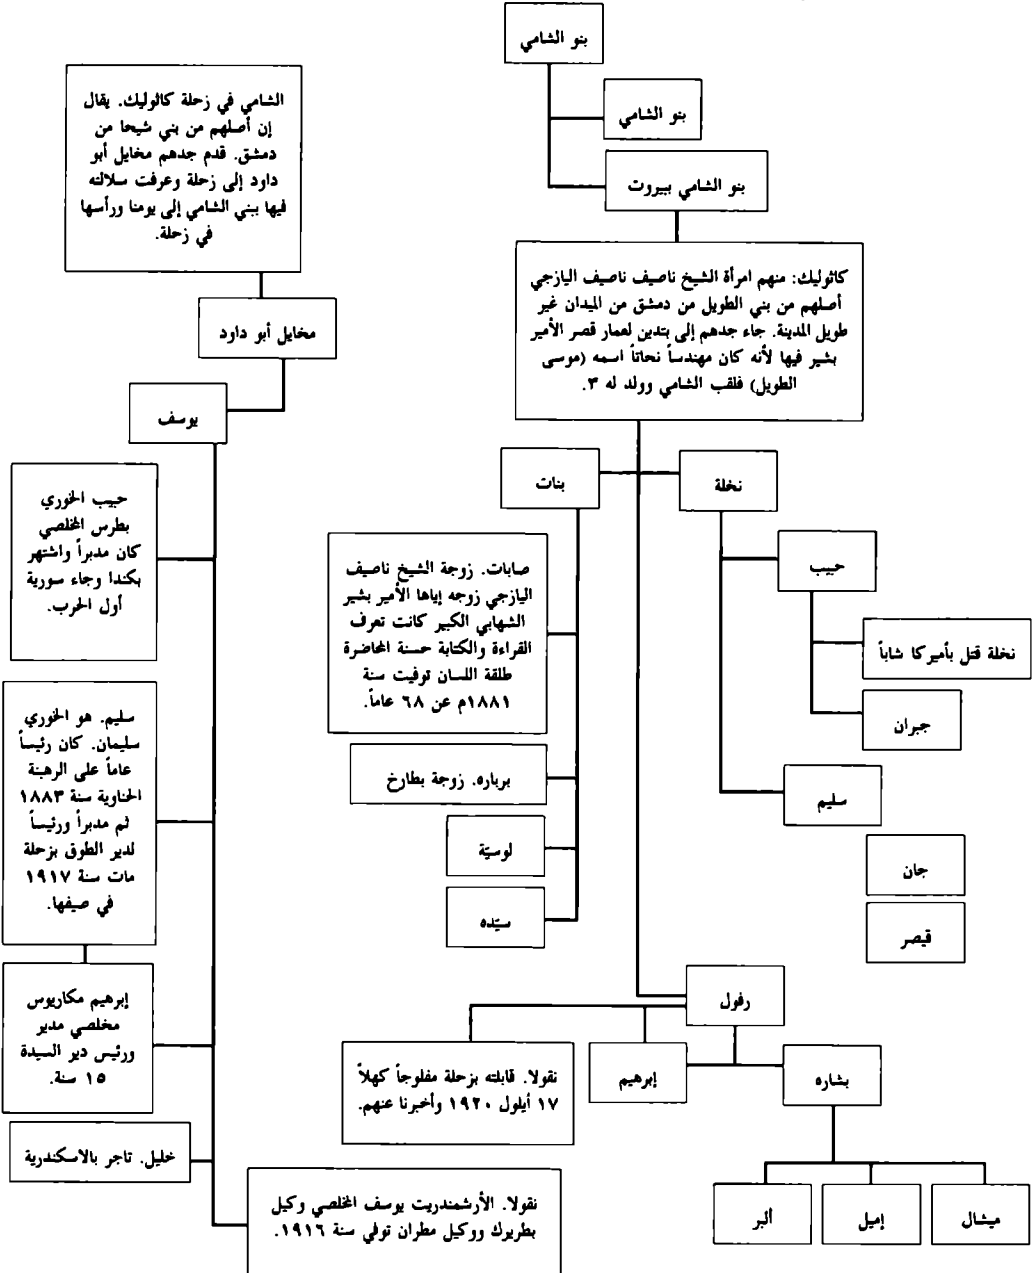 بنو الشامي
بنو الشامي
بنو الشامي ببيروت
كاثوليك: منهم امرأة الشيخ ناصيف ناصيف اليازجي
أصلهم من بني الطويل من دمشق من الميدان غير
طويل المدينة. جاء جدهم إلى بتدين لعمار قصر الأمير
بشير فيها لأنه كان مهندساً نحاتاً اسمه (موسى
الطويل) فلقب الشامي وولد له ٣.
نخلة
حبيب
نخلة قتل بأميركا شاباً
جبران
سليم
جان
قيصر
بنات
صابات. زوجة الشيخ ناصيف
اليازجي زوجه إياها الأمير بشير
الشهابي الكبير كانت تعرف
القراءة والكتابة حسنة المحاضرة
طلقة اللسان توفيت سنة
١٨٨١م عن ٦٨ عاماً.
برباره. زوجة بطارخ
لوسيّة
سيّده
رفول
بشاره
إبرهيم
نقولا. قابلته بزحلة مفلوجاً كهلاً
١٧ أيلول ١٩٢٠ وأخبرنا عنهم.
ميشال
إميل
ألبر
الشامي في زحلة كاثوليك. يقال
إن أصلهم من بني شيحا من
دمشق. قدم جدهم مخايل أبو
داود إلى زحلة وعرفت سلالته
فيها ببني الشامي إلى يومنا ورأسها
في زحلة.
مخايل أبو داود
يوسف
حبيب الخوري
بطرس المخلصي
كان مدبراً واشتهر
بكندا وجاء سورية
أول الحرب.
سليم. هو الخوري
سليمان. كان رئيساً
عاماً على الرهبنة
الحناوية سنة ١٨٨٣
ثم مدبراً ورئيساً
لدير الطوق بزحلة
مات سنة ١٩١٧
في صيفها.
إبرهيم مكاريوس
مخلصي مدبر
ورئيس دير السيدة
١٥ سنة.
خليل. تاجر بالاسكندرية
نقولا. الأرشمندريت يوسف المخلصي وكيل
بطريرك ووكيل مطران توفي سنة ١٩١٦.